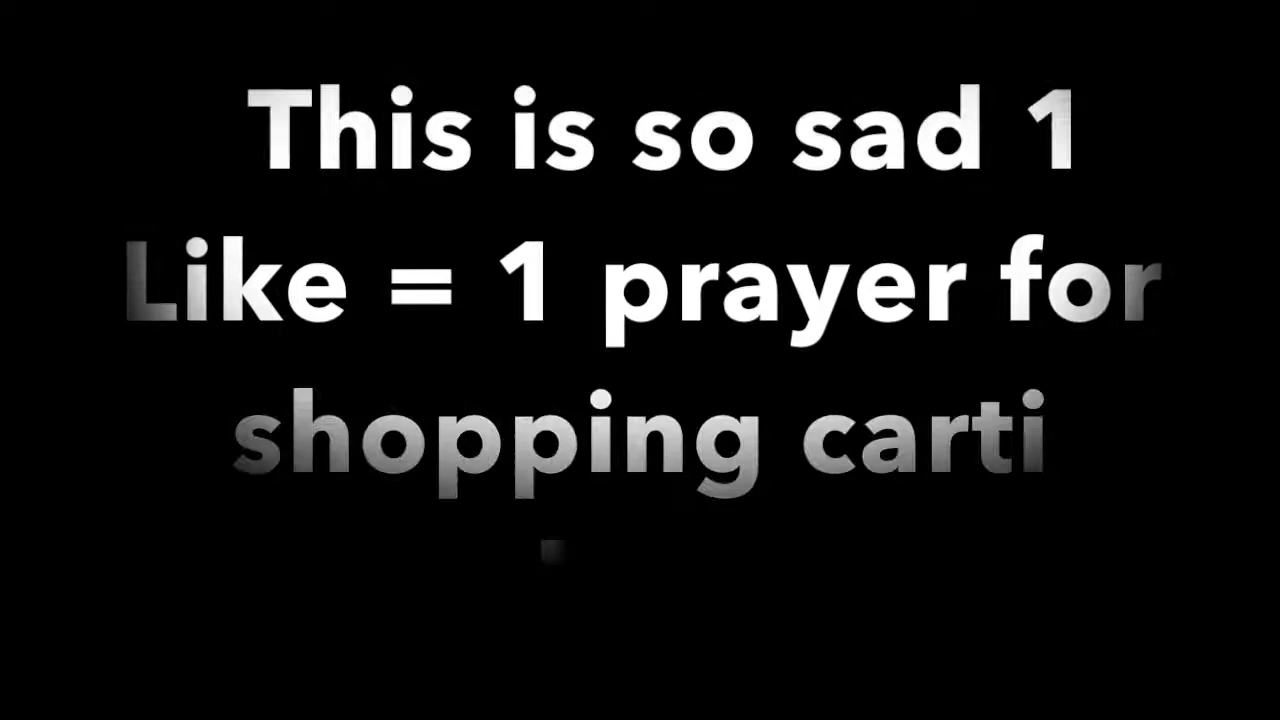 This is so sad 1
Like = 1 prayer for
shopping carti